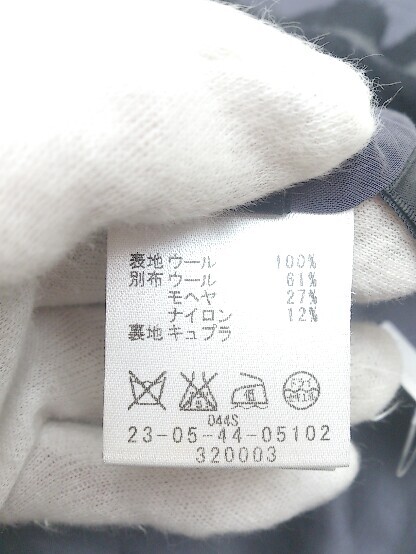 表地 ウール 100%
別布 ウール 61%
モヘヤ 27%
ナイロン 12%
裏地 キュプラ
044S
23-05-44-05102
320003